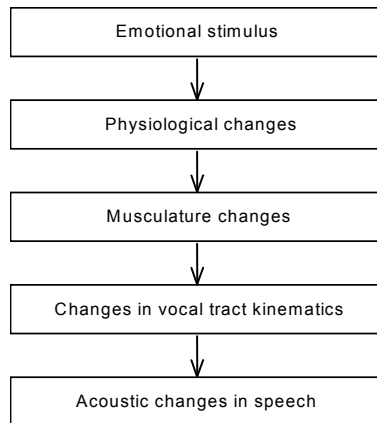 Emotional stimulus
Physiological changes
Musculature changes
Changes in vocal tract kinematics
Acoustic changes in speech